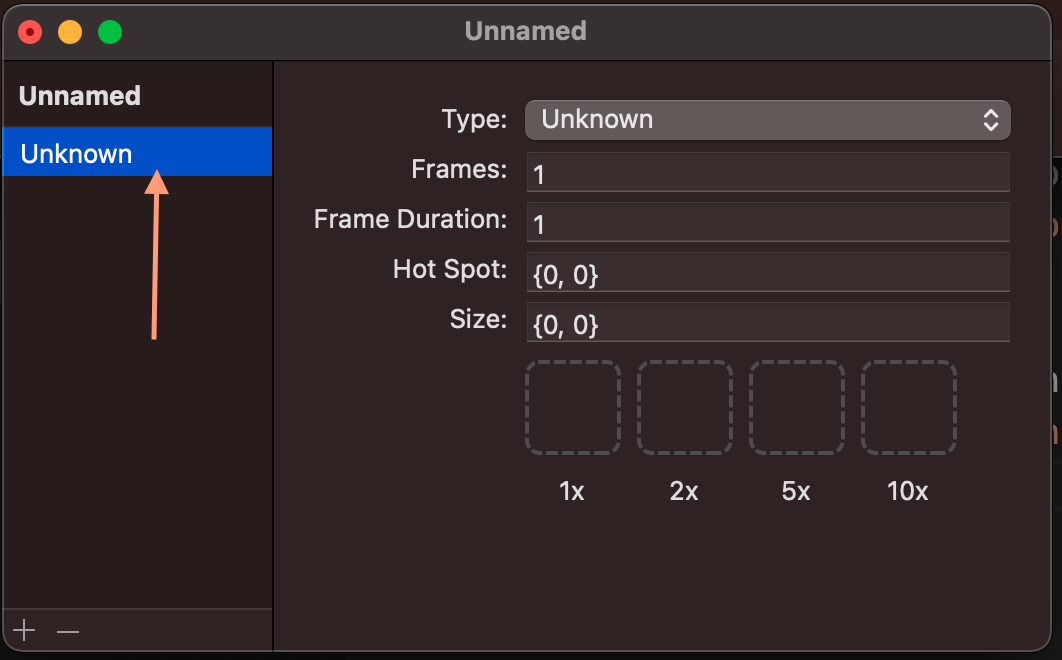 Unnamed
Unnamed
Unknown
Type: Unknown
Frames: 1
Frame Duration: 1
Hot Spot: {0, 0}
Size: {0, 0}
1x 2x 5x 10x